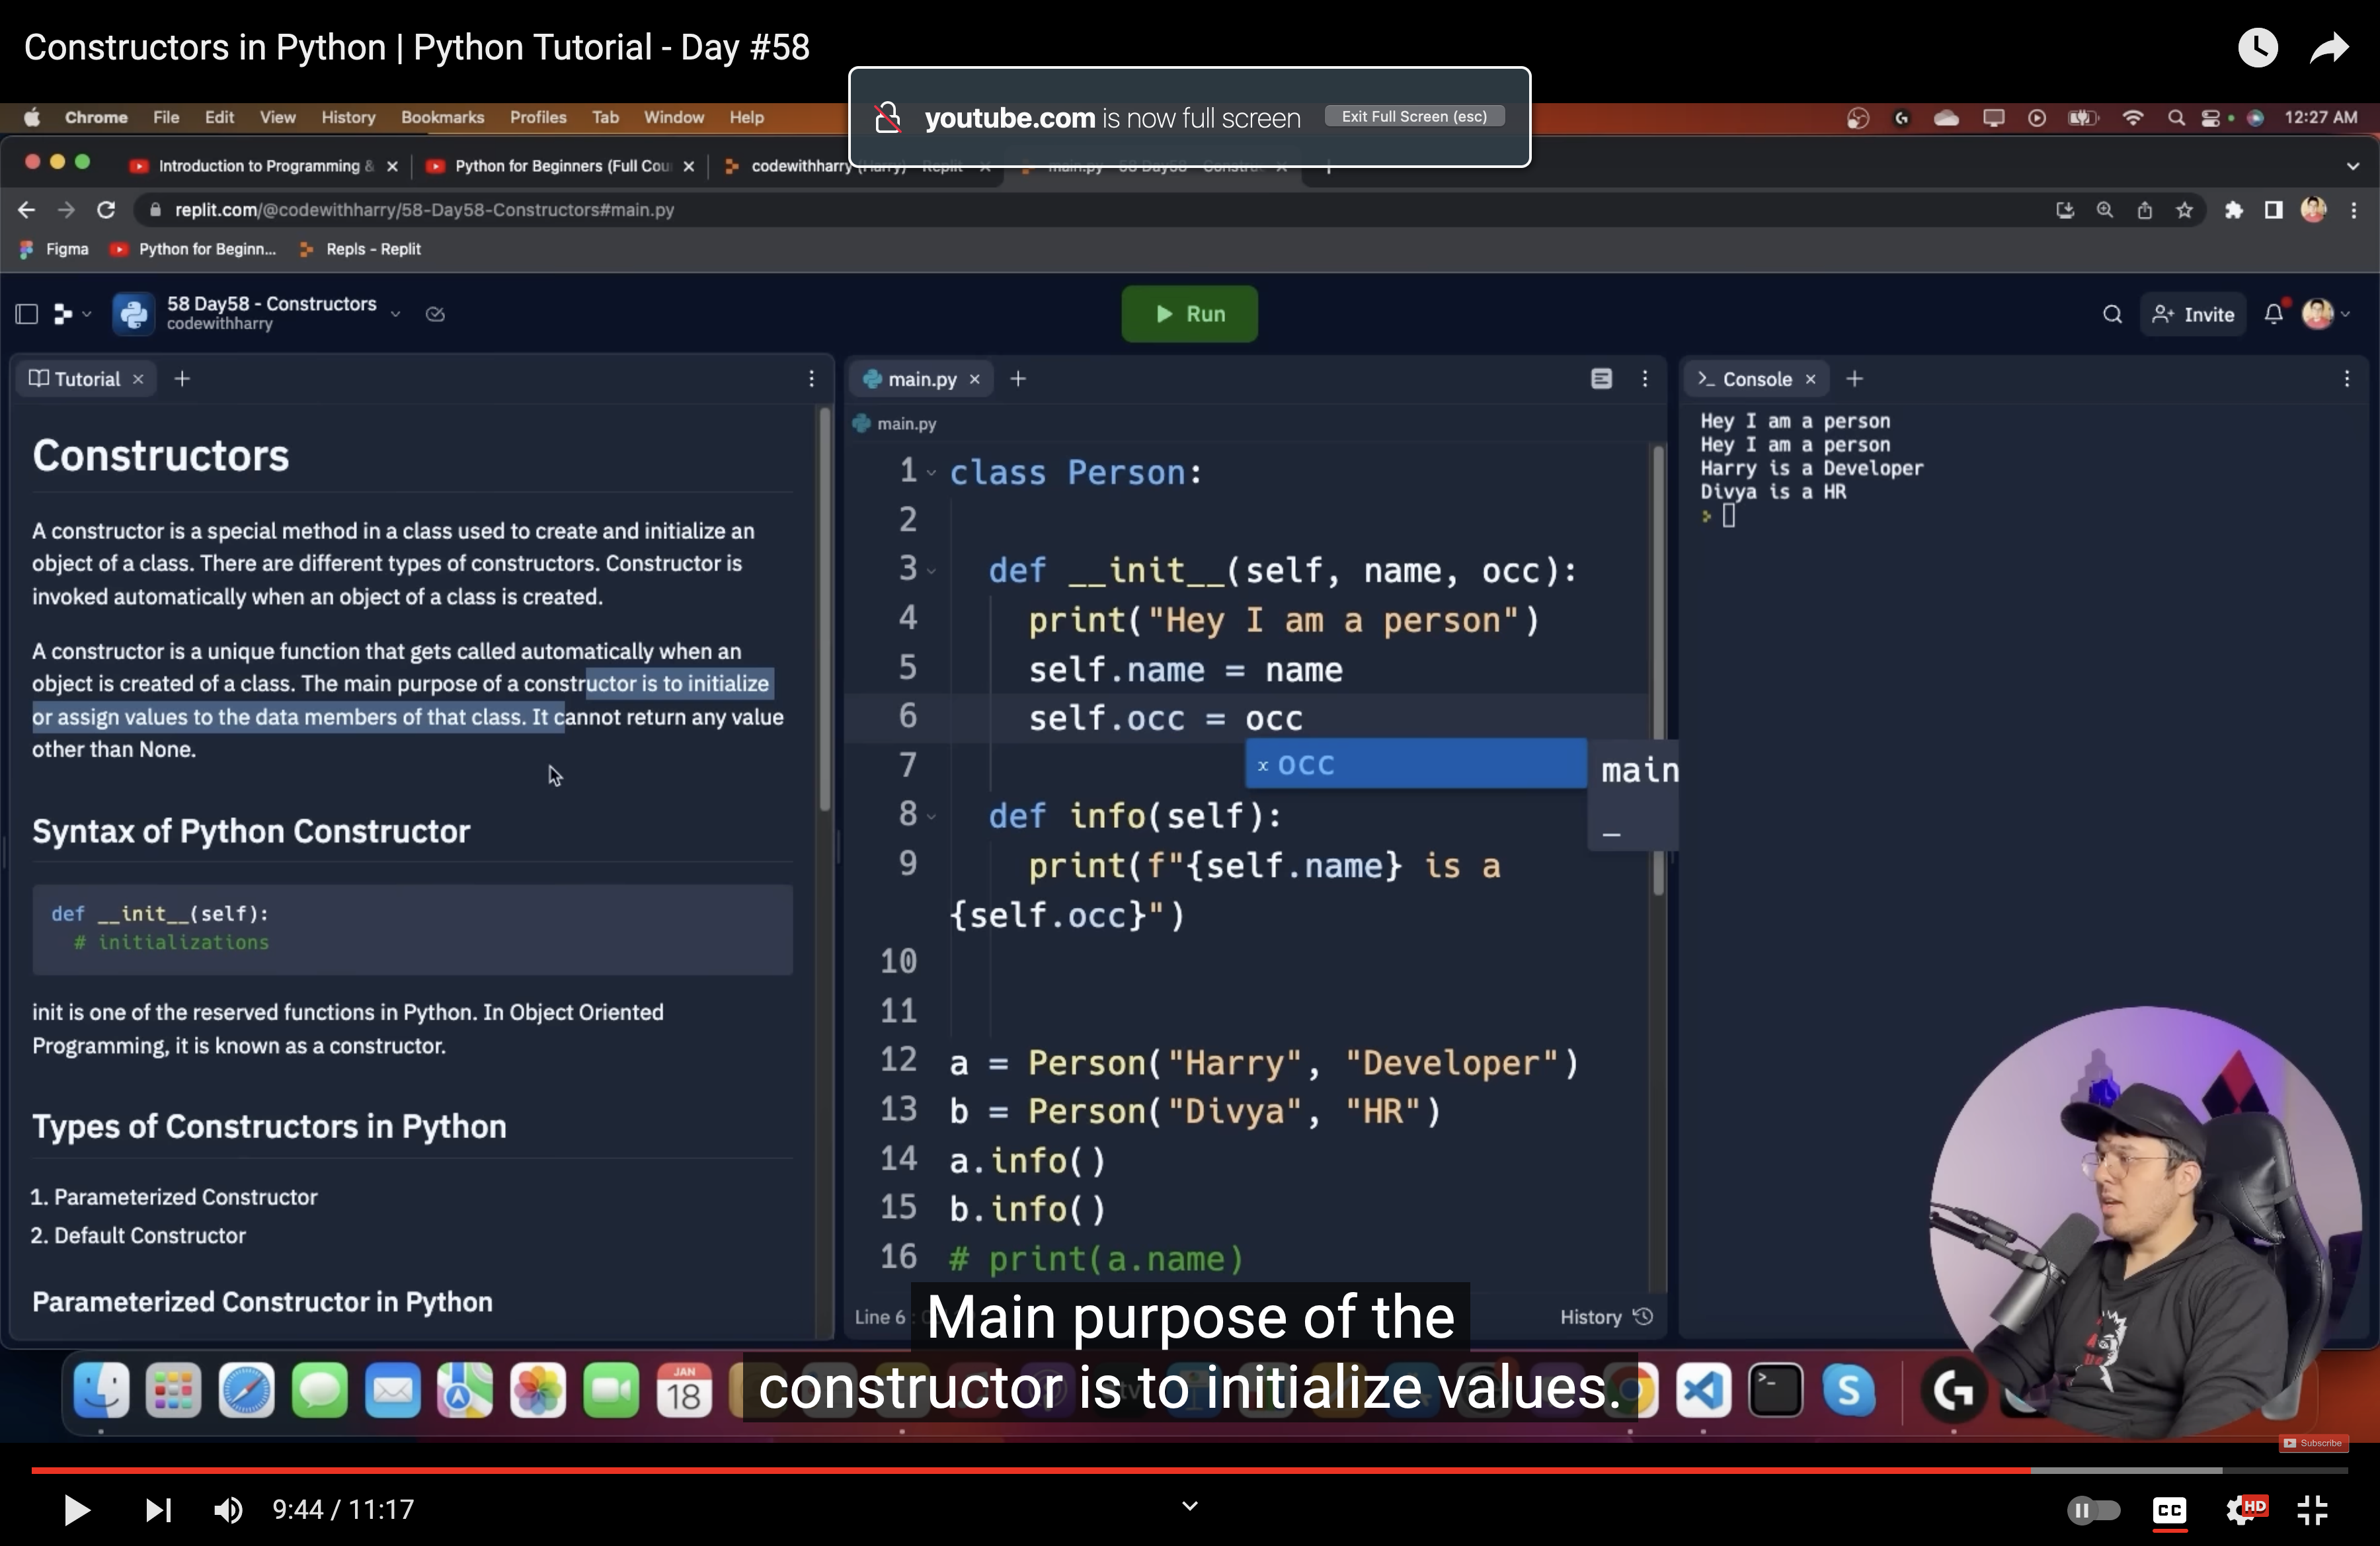 Constructors in Python | Python Tutorial - Day #58
youtube.com is now full screen
Exit Full Screen (esc)
Chrome File Edit View History Bookmarks Profiles Tab Window Help
12:27 AM
Introduction to Programming &
Python for Beginners (Full Cou
codewithharry (Harry) - Replit
main.py - 58 Day58 - Constru
replit.com/@codewithharry/58-Day58-Constructors#main.py
Figma
Python for Beginn...
Repls - Replit
58 Day58 - Constructors
codewithharry
Run
Invite
Tutorial
Constructors
A constructor is a special method in a class used to create and initialize an
object of a class. There are different types of constructors. Constructor is
invoked automatically when an object of a class is created.
A constructor is a unique function that gets called automatically when an
object is created of a class. The main purpose of a constructor is to initialize
or assign values to the data members of that class. It cannot return any value
other than None.
Syntax of Python Constructor
def __init__(self):
# initializations
init is one of the reserved functions in Python. In Object Oriented
Programming, it is known as a constructor.
Types of Constructors in Python
1. Parameterized Constructor
2. Default Constructor
Parameterized Constructor in Python
main.py
main.py
1 class Person:
2
3 def __init__(self, name, occ):
4 print("Hey I am a person")
5 self.name = name
6 self.occ = occ
x occ
main
_
7
8 def info(self):
9 print(f"{self.name} is a
{self.occ}")
10
11
12 a = Person("Harry", "Developer")
13 b = Person("Divya", "HR")
14 a.info()
15 b.info()
16 # print(a.name)
Line 6 :
History
>_ Console
Hey I am a person
Hey I am a person
Harry is a Developer
Divya is a HR
Main purpose of the
constructor is to initialize values.
JAN
18
Subscribe
9:44 / 11:17
CC
HD